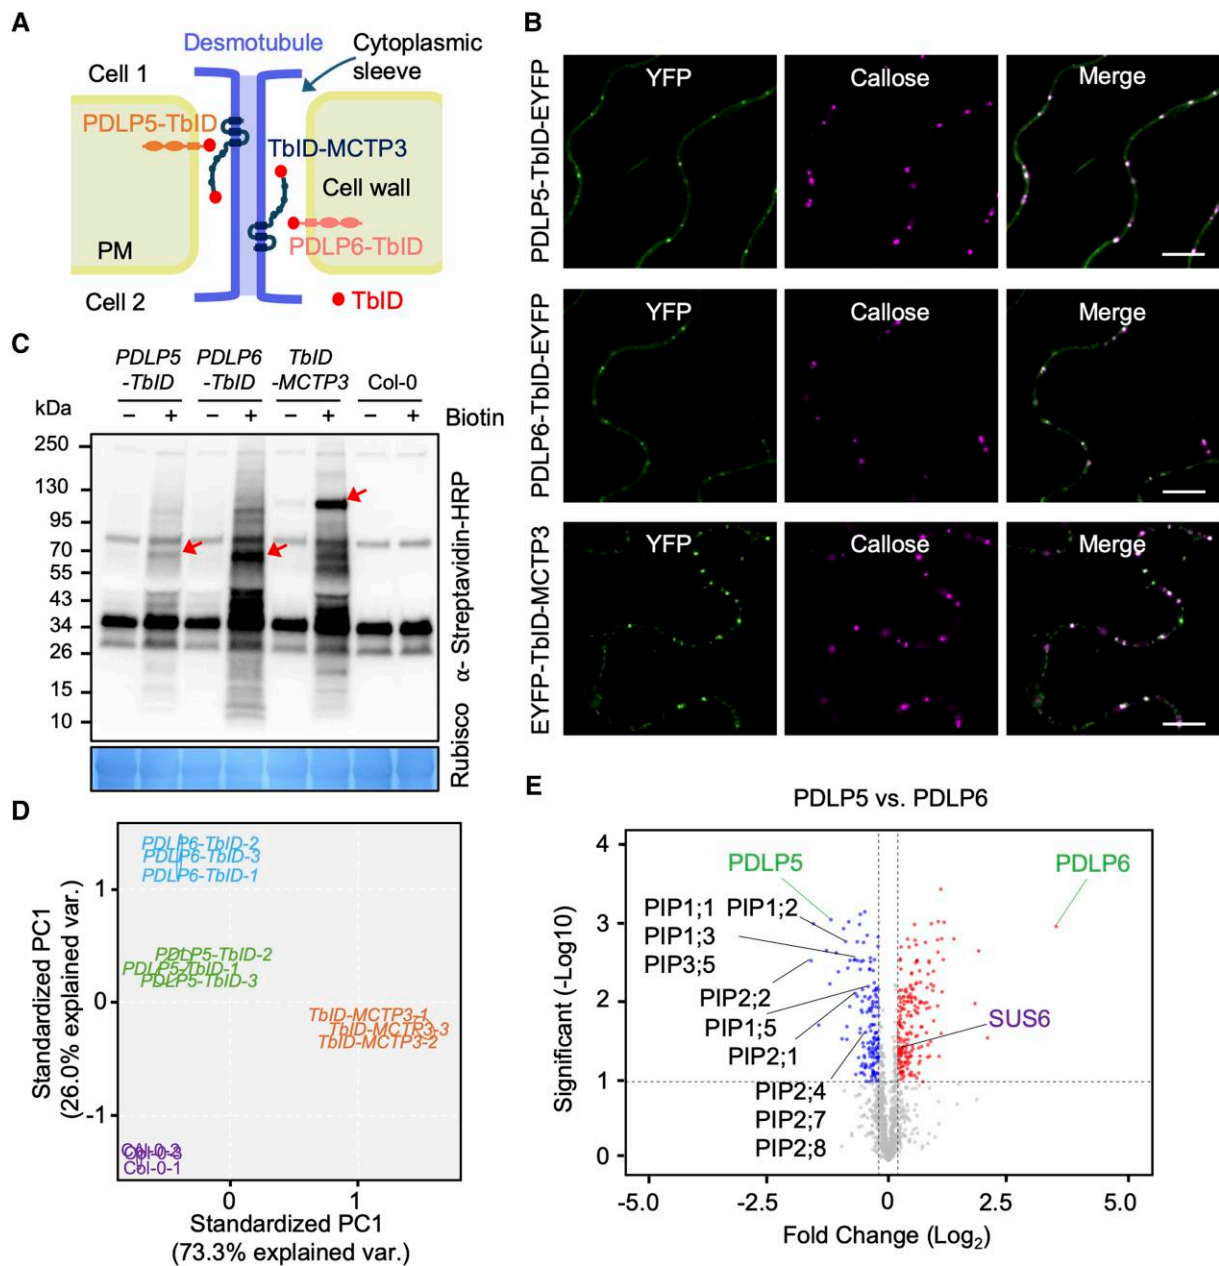 A
Desmotubule
Cytoplasmic
sleeve
Cell 1
PDLP5-TbID
TbID-MCTP3
Cell wall
PDLP6-TbID
PM
Cell 2
TbID
B
PDLP5-TbID-EYFP
YFP
Callose
Merge
PDLP6-TbID-EYFP
YFP
Callose
Merge
EYFP-TbID-MCTP3
YFP
Callose
Merge
C
PDLP5
-TbID
PDLP6
-TbID
TbID
-MCTP3
Col-0
kDa
− + − + − + − +
Biotin
250
130
95
70
55
43
34
26
15
10
α- Streptavidin-HRP
Rubisco
D
PDLP6-TbID-2
PDLP6-TbID-3
PDLP6-TbID-1
PDLP5-TbID-2
PDLP5-TbID-1
PDLP5-TbID-3
TbID-MCTP3-1
TbID-MCTP3-3
TbID-MCTP3-2
Col-0-1
1
0
-1
Standardized PC1
(26.0% explained var.)
0
1
Standardized PC1
(73.3% explained var.)
E
PDLP5 vs. PDLP6
4
3
2
1
0
Significant (-Log10)
PDLP5
PDLP6
PIP1;1 PIP1;2
PIP1;3
PIP3;5
PIP2;2
PIP1;5
PIP2;1
SUS6
PIP2;4
PIP2;7
PIP2;8
-5.0
-2.5
0
2.5
5.0
Fold Change (Log2)